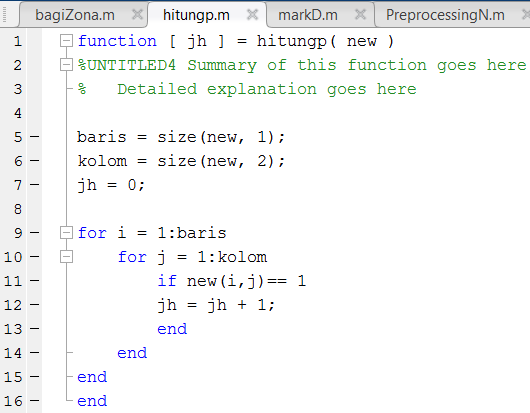 bagiZona.m hitungp.m markD.m PreprocessingN.m
1 function [ jh ] = hitungp( new )
2 %UNTITLED4 Summary of this function goes here
3 %   Detailed explanation goes here
4
5 baris = size(new, 1);
6 kolom = size(new, 2);
7 jh = 0;
8
9 for i = 1:baris
10     for j = 1:kolom
11         if new(i,j)== 1
12         jh = jh + 1;
13         end
14     end
15 end
16 end